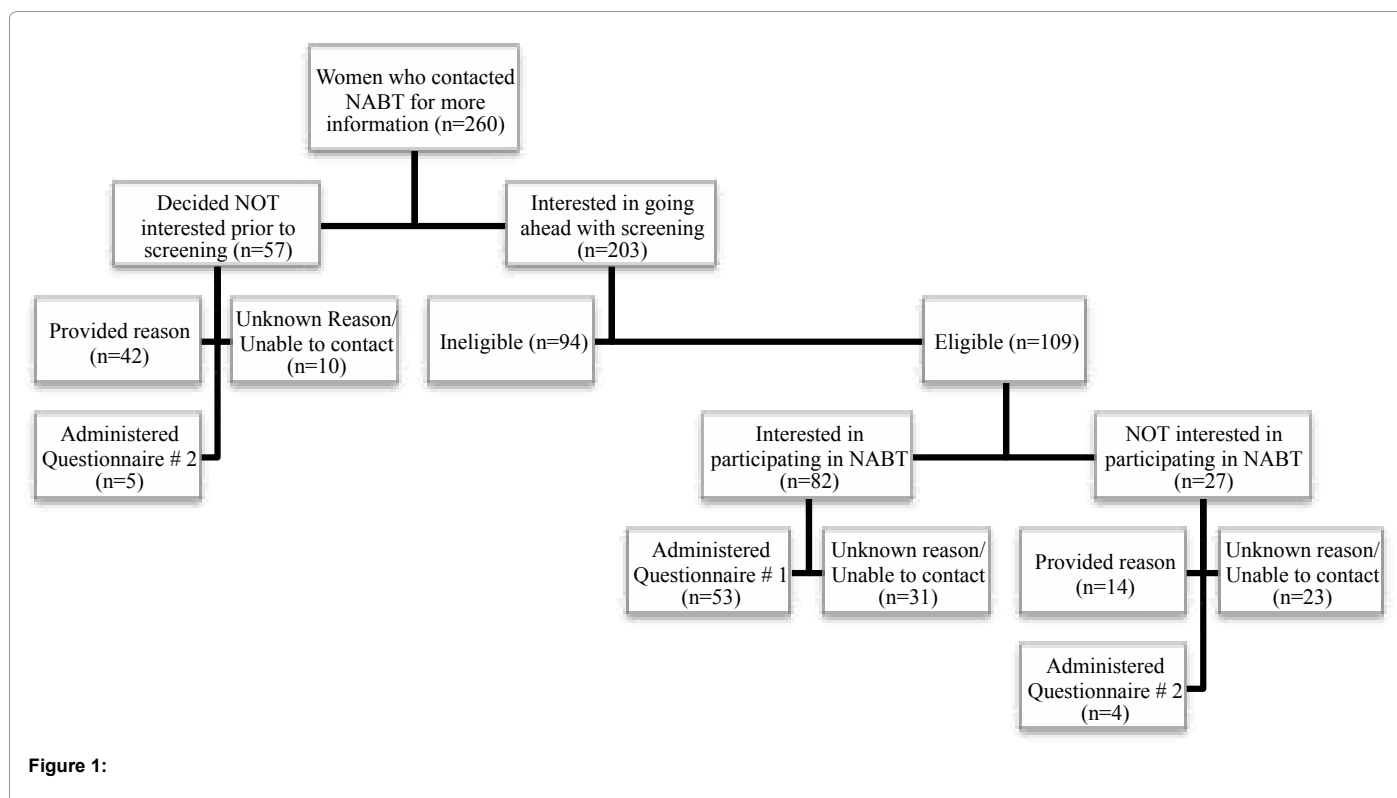 Women who contacted
NABT for more
information (n=260)
Decided NOT
interested prior to
screening (n=57)
Interested in going
ahead with screening
(n=203)
Provided reason
(n=42)
Unknown Reason/
Unable to contact
(n=10)
Ineligible (n=94)
Eligible (n=109)
Administered
Questionnaire # 2
(n=5)
Interested in
participating in NABT
(n=82)
NOT interested in
participating in NABT
(n=27)
Administered
Questionnaire # 1
(n=53)
Unknown reason/
Unable to contact
(n=31)
Provided reason
(n=14)
Unknown reason/
Unable to contact
(n=23)
Administered
Questionnaire # 2
(n=4)
Figure 1: